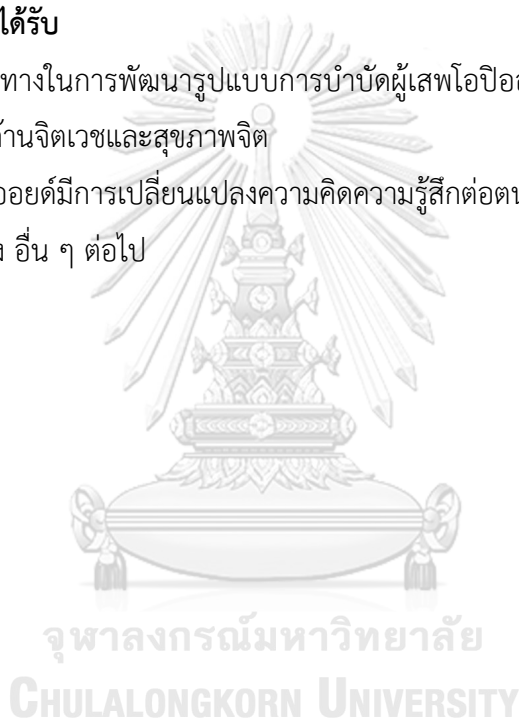 ได้รับ
ทางในการพัฒนารูปแบบการบำบัดผู้เสพโอปิออ
ด้านจิตเวชและสุขภาพจิต
ออยด์มีการเปลี่ยนแปลงความคิดความรู้สึกต่อตน
อื่น ๆ ต่อไป
จุฬาลงกรณ์มหาวิทยาลัย
CHULALONGKORN UNIVERSITY